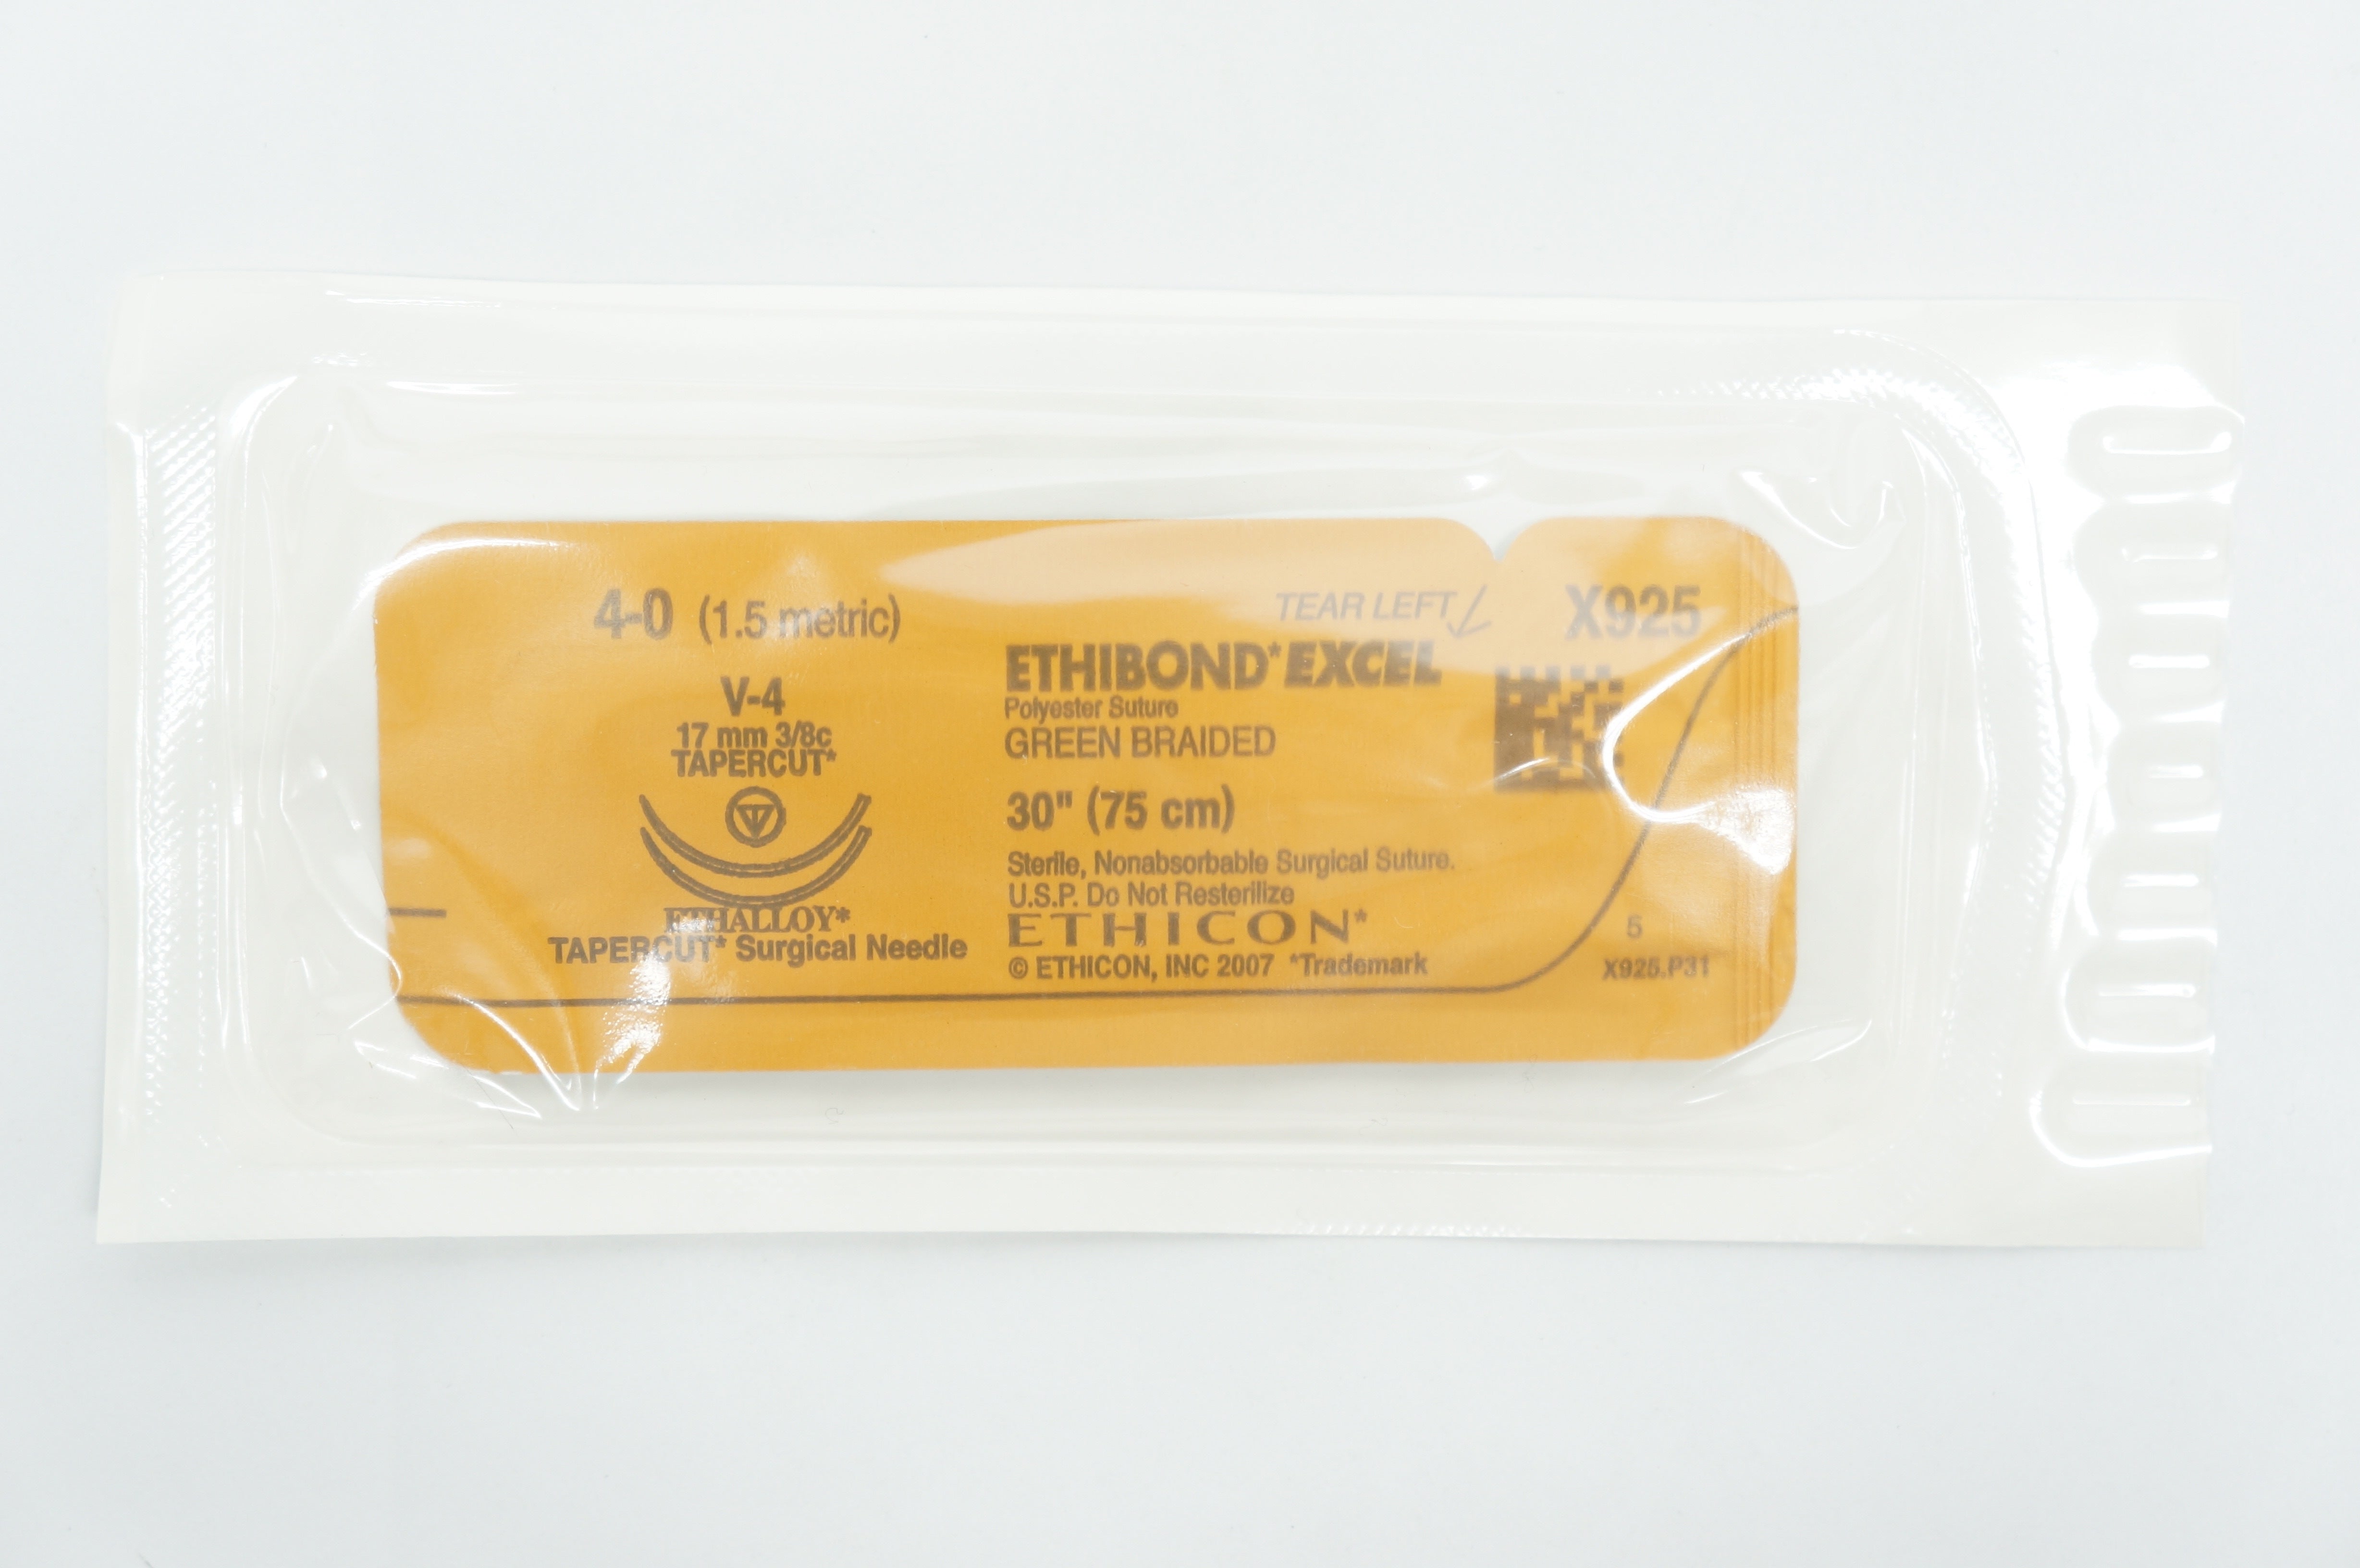 4-0 (1.5 metric)
V-4
17 mm 3/8c
TAPERCUT*
ETHALLOY*
TAPERCUT* Surgical Needle
TEAR LEFT
ETHIBOND* EXCEL
Polyester Suture
GREEN BRAIDED
30" (75 cm)
Sterile, Nonabsorbable Surgical Suture.
U.S.P. Do Not Resterilize
ETHICON*
© ETHICON, INC 2007 *Trademark
X925
5
X925.P31